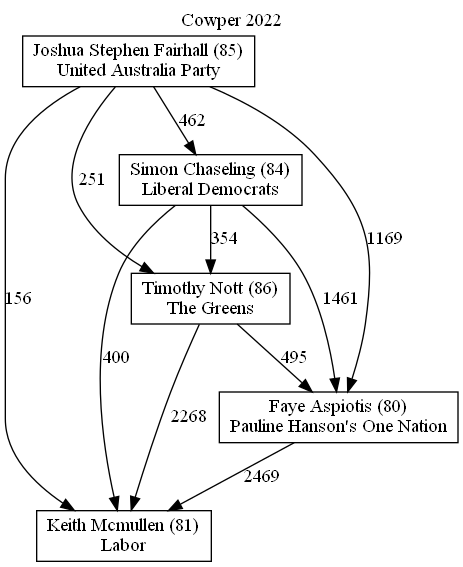 Cowper 2022
Joshua Stephen Fairhall (85)
United Australia Party
462
Simon Chaseling (84)
Liberal Democrats
251
354
1169
Timothy Nott (86)
The Greens
156
400
1461
495
Faye Aspiotis (80)
Pauline Hanson's One Nation
2268
2469
Keith Mcmullen (81)
Labor